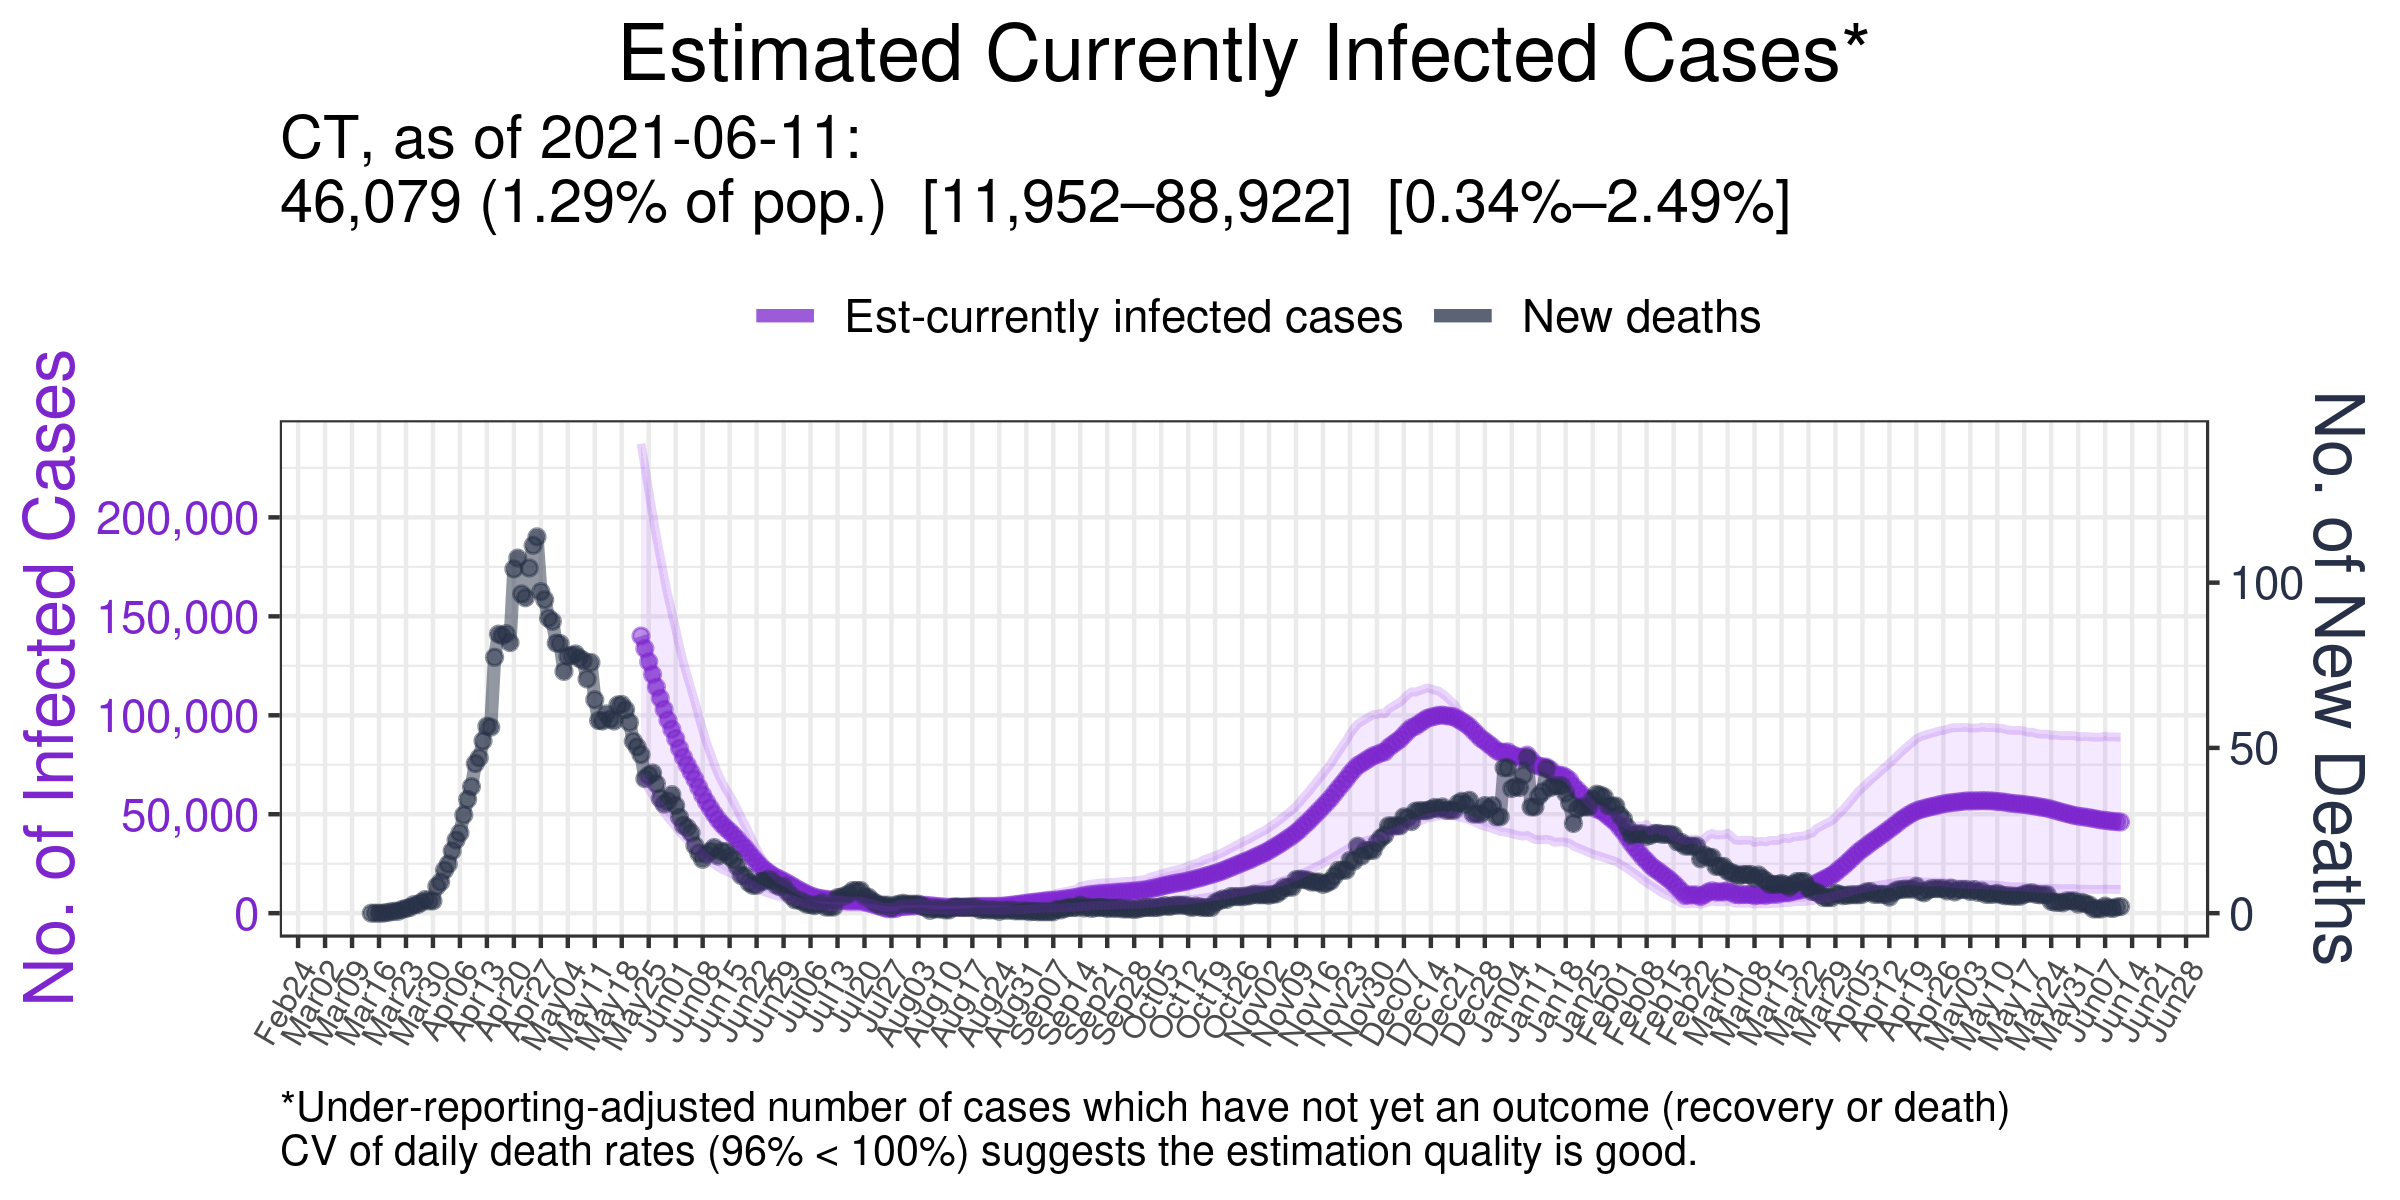 Estimated Currently Infected Cases*
CT, as of 2021-06-11:
46,079 (1.29% of pop.) [11,952–88,922] [0.34%–2.49%]
Est-currently infected cases
New deaths
No. of Infected Cases
200,000
150,000
100,000
50,000
0
100
50
0
No. of New Deaths
Feb24
Mar02
Mar09
Mar16
Mar23
Mar30
Apr06
Apr13
Apr20
Apr27
May04
May11
May18
May25
Jun01
Jun08
Jun15
Jun22
Jun29
Jul06
Jul13
Jul20
Jul27
Aug03
Aug10
Aug17
Aug24
Aug31
Sep07
Sep14
Sep21
Sep28
Oct05
Oct12
Oct19
Oct26
Nov02
Nov09
Nov16
Nov23
Nov30
Dec07
Dec14
Dec21
Dec28
Jan04
Jan11
Jan18
Jan25
Feb01
Feb08
Feb15
Feb22
Mar01
Mar08
Mar15
Mar22
Mar29
Apr05
Apr12
Apr19
Apr26
May03
May10
May17
May24
May31
Jun07
Jun14
Jun21
Jun28
*Under-reporting-adjusted number of cases which have not yet an outcome (recovery or death)
CV of daily death rates (96% < 100%) suggests the estimation quality is good.